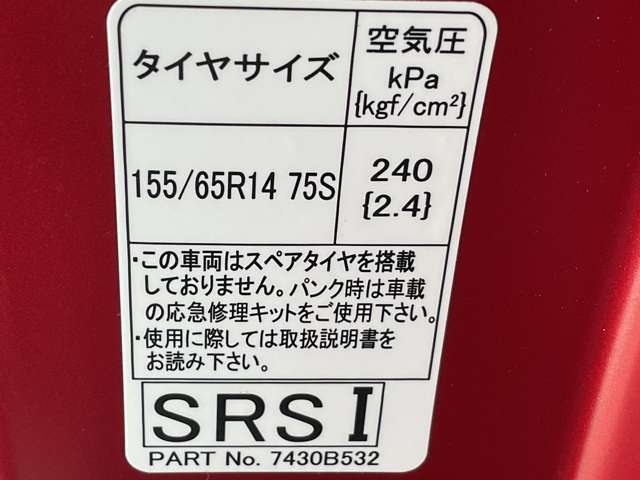 タイヤサイズ
空気圧
kPa
{kgf/cm²}
155/65R14 75S
240
{2.4}
・この車両はスペアタイヤを搭載
しておりません。パンク時は車載
の応急修理キットをご使用下さい。
・使用に際しては取扱説明書を
お読み下さい。
SRS I
PART No. 7430B532